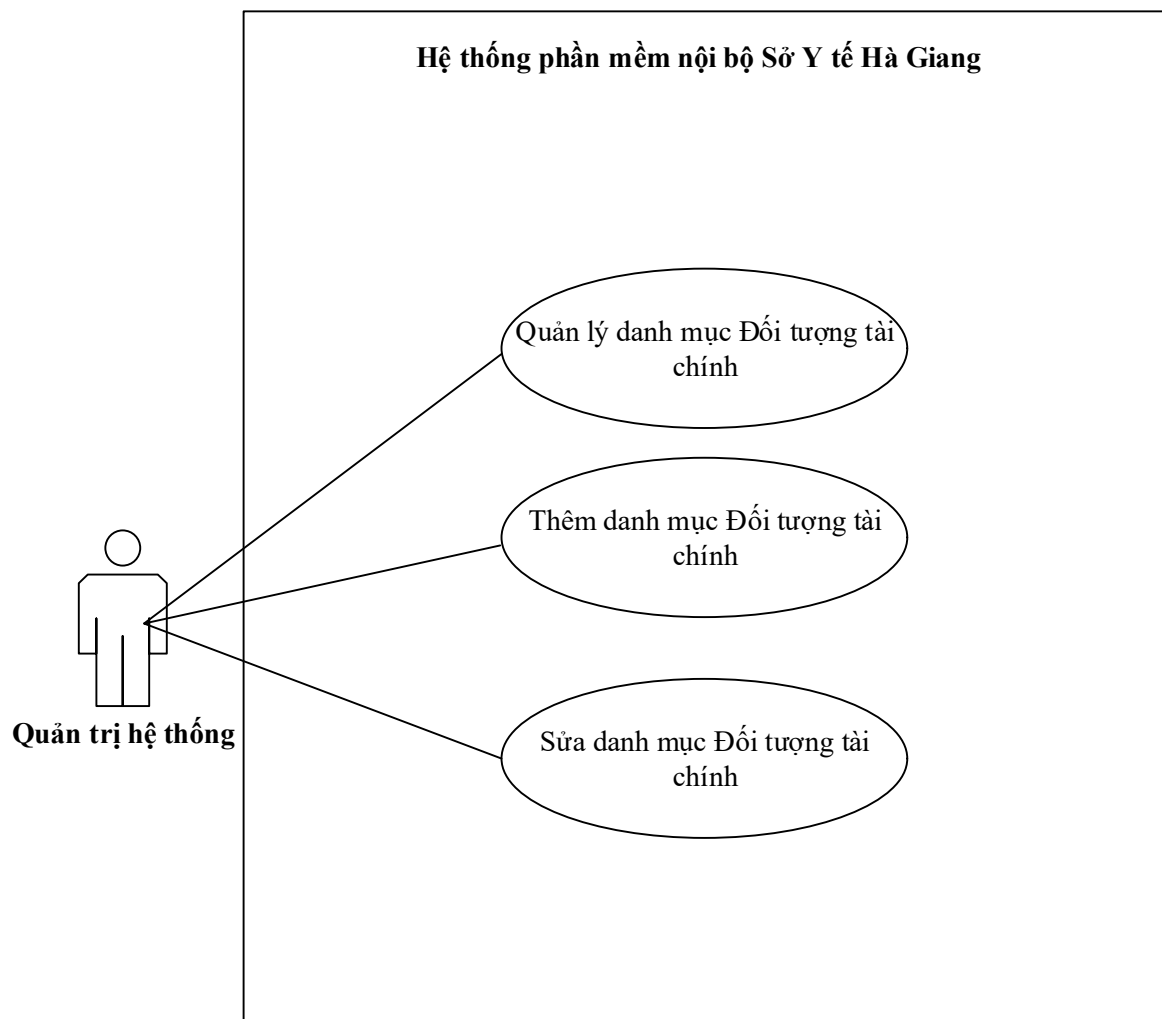 Hệ thống phần mềm nội bộ Sở Y tế Hà Giang
Quản lý danh mục Đối tượng tài
chính
Thêm danh mục Đối tượng tài
chính
Quản trị hệ thống
Sửa danh mục Đối tượng tài
chính